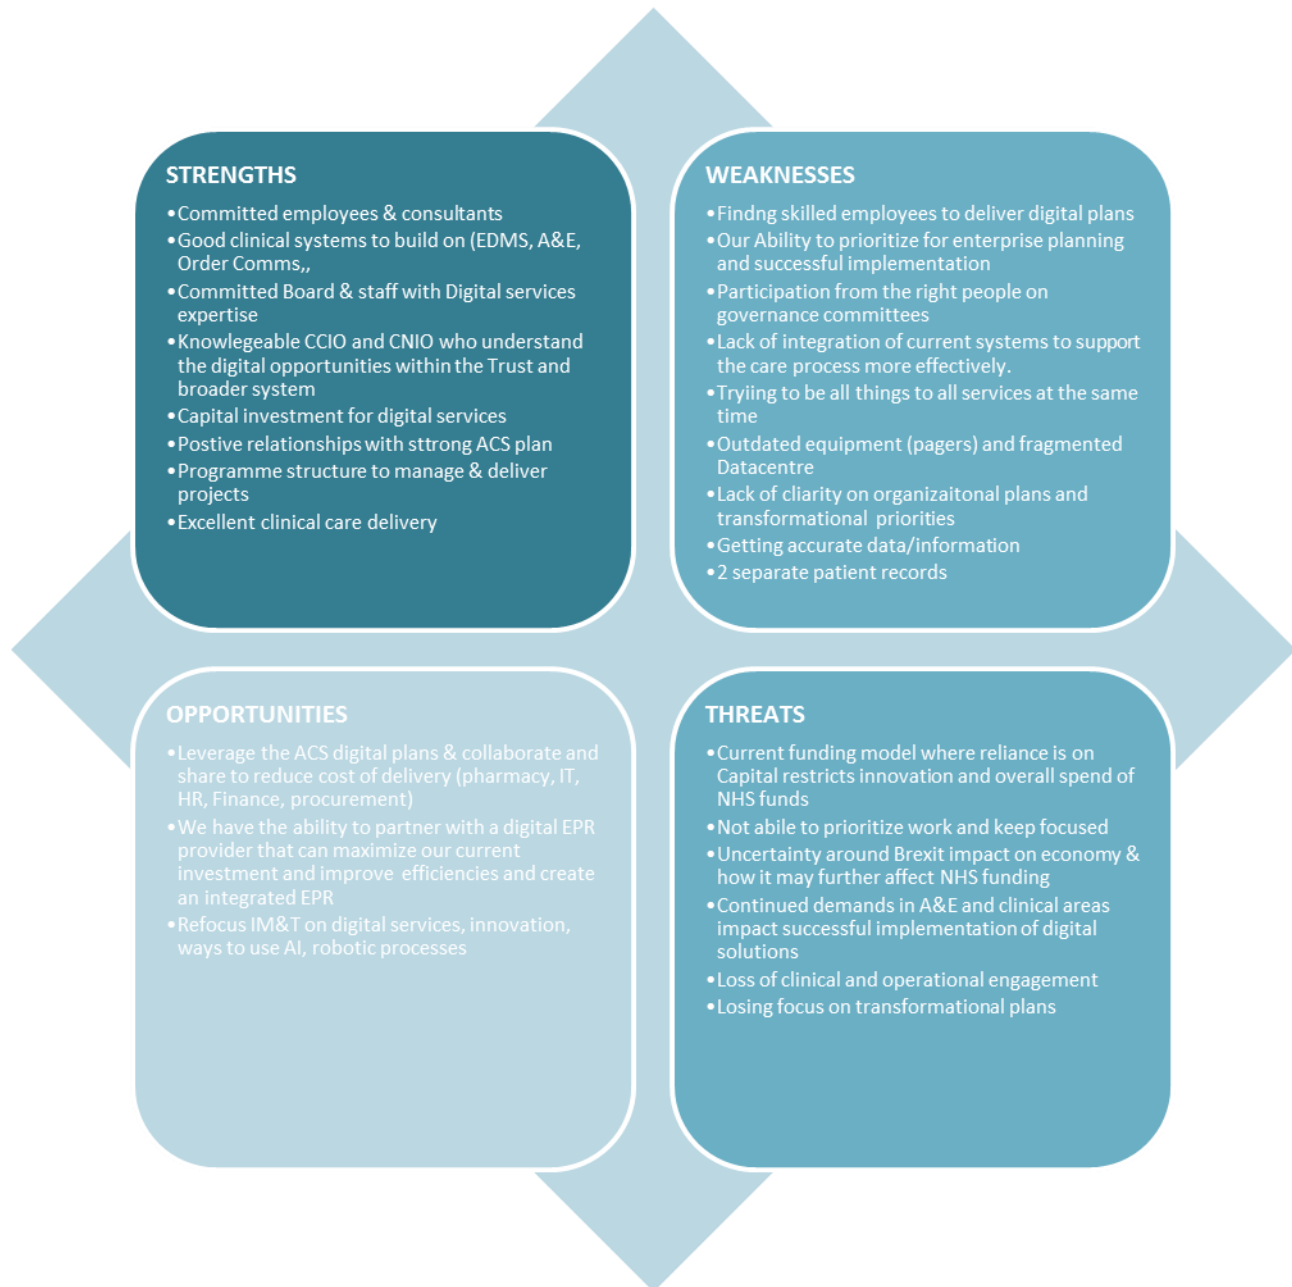 STRENGTHS
•Committed employees & consultants
•Good clinical systems to build on (EDMS, A&E,
Order Comms,,
•Committed Board & staff with Digital services
expertise
•Knowlegeable CCIO and CNIO who understand
the digital opportunities within the Trust and
broader system
•Capital investment for digital services
•Postive relationships with sttrong ACS plan
•Programme structure to manage & deliver
projects
•Excellent clinical care delivery
WEAKNESSES
•Findng skilled employees to deliver digital plans
•Our Ability to prioritize for enterprise planning
and successful implementation
•Participation from the right people on
governance committees
•Lack of integration of current systems to support
the care process more effectively.
•Tryiing to be all things to all services at the same
time
•Outdated equipment (pagers) and fragmented
Datacentre
•Lack of cliarity on organizaitonal plans and
transformational priorities
•Getting accurate data/information
•2 separate patient records
OPPORTUNITIES
•Leverage the ACS digital plans & collaborate and
share to reduce cost of delivery (pharmacy, IT,
HR, Finance, procurement)
•We have the ability to partner with a digital EPR
provider that can maximize our current
investment and improve efficiencies and create
an integrated EPR
•Refocus IM&T on digital services, innovation,
ways to use AI, robotic processes
THREATS
•Current funding model where reliance is on
Capital restricts innovation and overall spend of
NHS funds
•Not abile to prioritize work and keep focused
•Uncertainty around Brexit impact on economy &
how it may further affect NHS funding
•Continued demands in A&E and clinical areas
impact successful implementation of digital
solutions
•Loss of clinical and operational engagement
•Losing focus on transformational plans